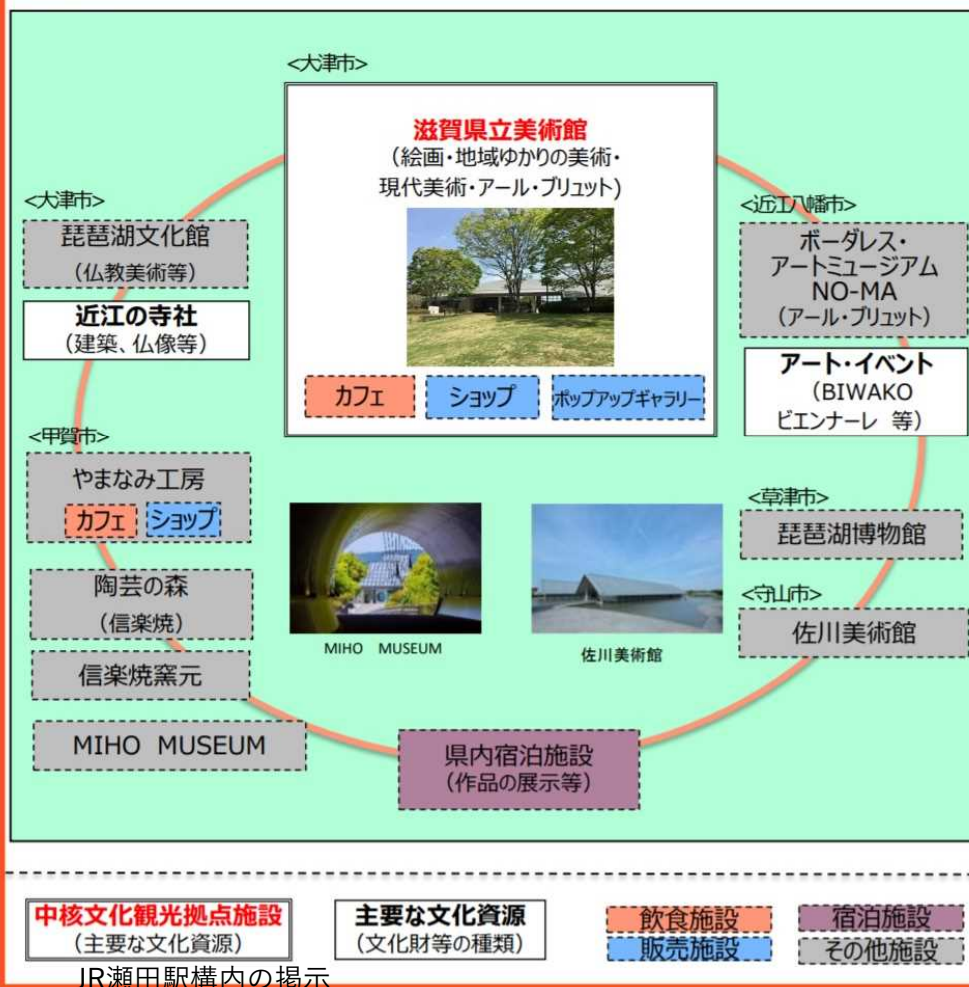 <大津市>
滋賀県立美術館
(絵画・地域ゆかりの美術・
現代美術・アール・ブリュット)
カフェ
ショップ
ポップアップギャラリー
<大津市>
琵琶湖文化館
(仏教美術等)
近江の寺社
(建築、仏像等)
<甲賀市>
やまなみ工房
カフェ
ショップ
陶芸の森
(信楽焼)
信楽焼窯元
MIHO MUSEUM
<近江八幡市>
ボーダレス・
アートミュージアム
NO-MA
(アール・ブリュット)
アート・イベント
(BIWAKO
ビエンナーレ 等)
<草津市>
琵琶湖博物館
<守山市>
佐川美術館
MIHO MUSEUM
佐川美術館
県内宿泊施設
(作品の展示等)
中核文化観光拠点施設
(主要な文化資源)
主要な文化資源
(文化財等の種類)
飲食施設
販売施設
宿泊施設
その他施設
JR瀬田駅構内の掲示